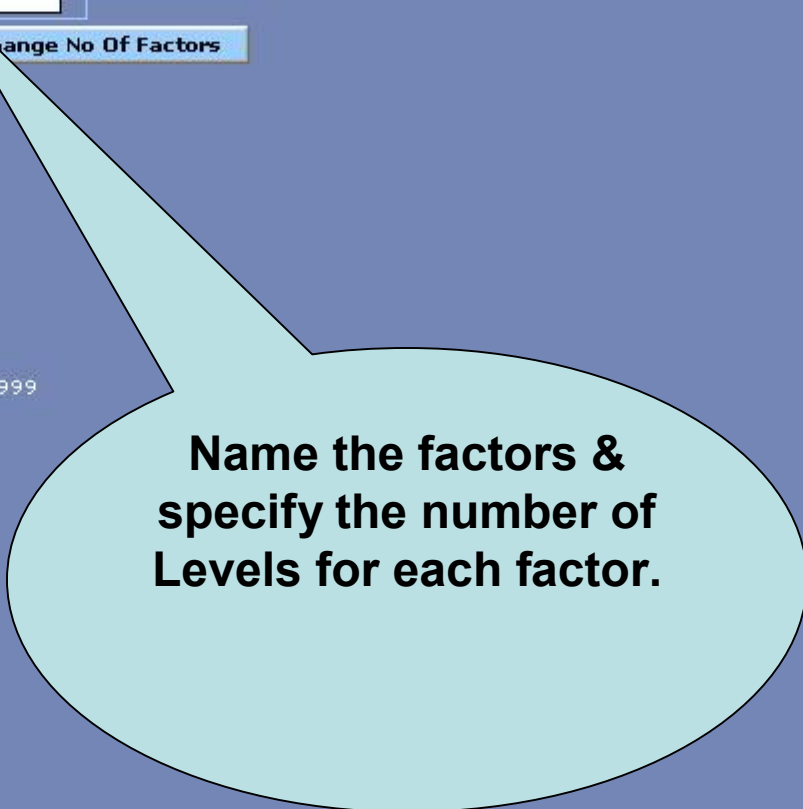 ange No Of Factors
999
Name the factors &
specify the number of
Levels for each factor.